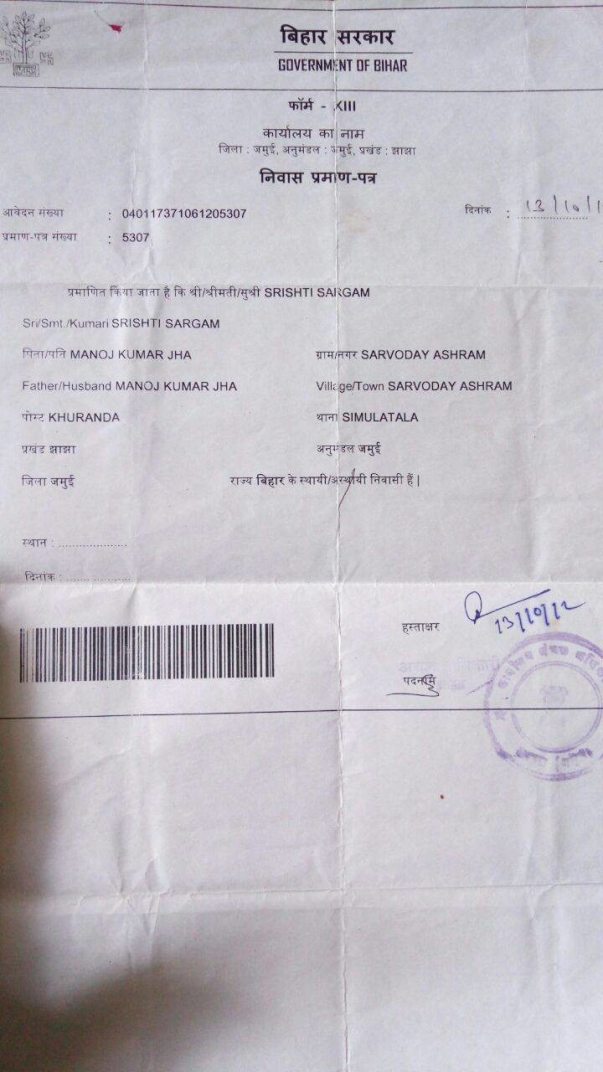 बिहार सरकार
GOVERNMENT OF BIHAR
फॉर्म - XIII
कार्यालय का नाम
जिला : जमुई, अनुमंडल : जमुई, प्रखंड : झाझा
निवास प्रमाण-पत्र
आवेदन संख्या : 040117371061205307 दिनांक : 13/10/1
प्रमाण-पत्र संख्या : 5307
प्रमाणित किया जाता है कि श्री/श्रीमती/सुश्री SRISHTI SARGAM
Sri/Smt./Kumari SRISHTI SARGAM
पिता/पति MANOJ KUMAR JHA ग्राम/नगर SARVODAY ASHRAM
Father/Husband MANOJ KUMAR JHA Village/Town SARVODAY ASHRAM
पोस्ट KHURANDA थाना SIMULATALA
प्रखंड झाझा अनुमंडल जमुई
जिला जमुई राज्य बिहार के स्थायी/अस्थायी निवासी हैं |
स्थान : ....................
दिनांक : ...................
हस्ताक्षर 13/10/12
पदनाम